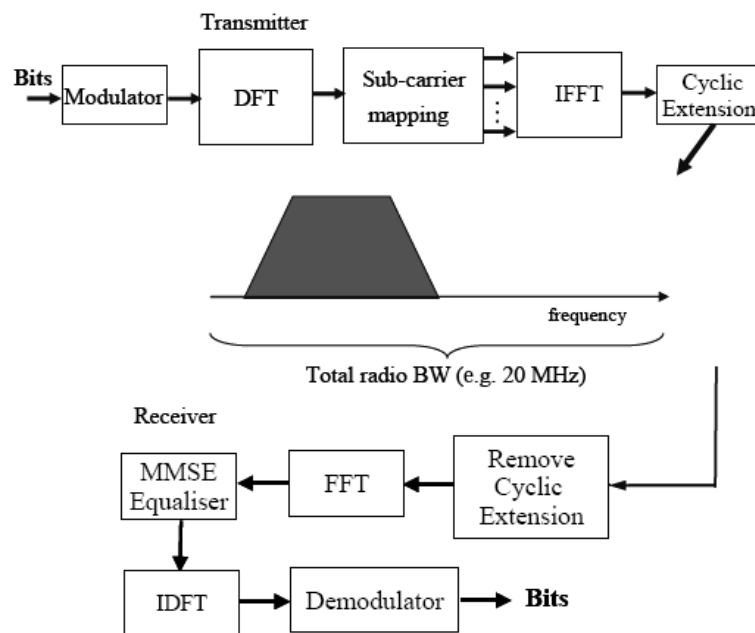 Transmitter
Bits
Modulator
DFT
Sub-carrier
mapping
IFFT
Cyclic
Extension
frequency
Total radio BW (e.g. 20 MHz)
Receiver
MMSE
Equaliser
FFT
Remove
Cyclic
Extension
IDFT
Demodulator
Bits